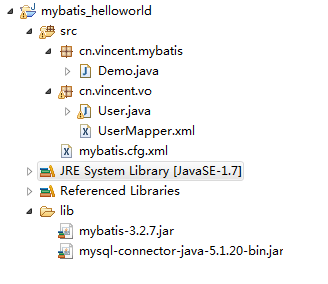 mybatis_helloworld
src
cn.vincent.mybatis
Demo.java
cn.vincent.vo
User.java
UserMapper.xml
mybatis.cfg.xml
JRE System Library [JavaSE-1.7]
Referenced Libraries
lib
mybatis-3.2.7.jar
mysql-connector-java-5.1.20-bin.jar